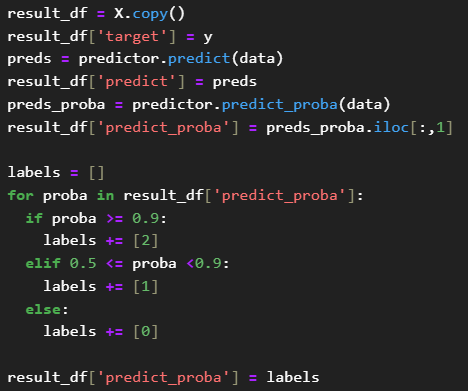 result_df = X.copy()
result_df['target'] = y
preds = predictor.predict(data)
result_df['predict'] = preds
preds_proba = predictor.predict_proba(data)
result_df['predict_proba'] = preds_proba.iloc[:,1]

labels = []
for proba in result_df['predict_proba']:
  if proba >= 0.9:
    labels += [2]
  elif 0.5 <= proba <0.9:
    labels += [1]
  else:
    labels += [0]

result_df['predict_proba'] = labels